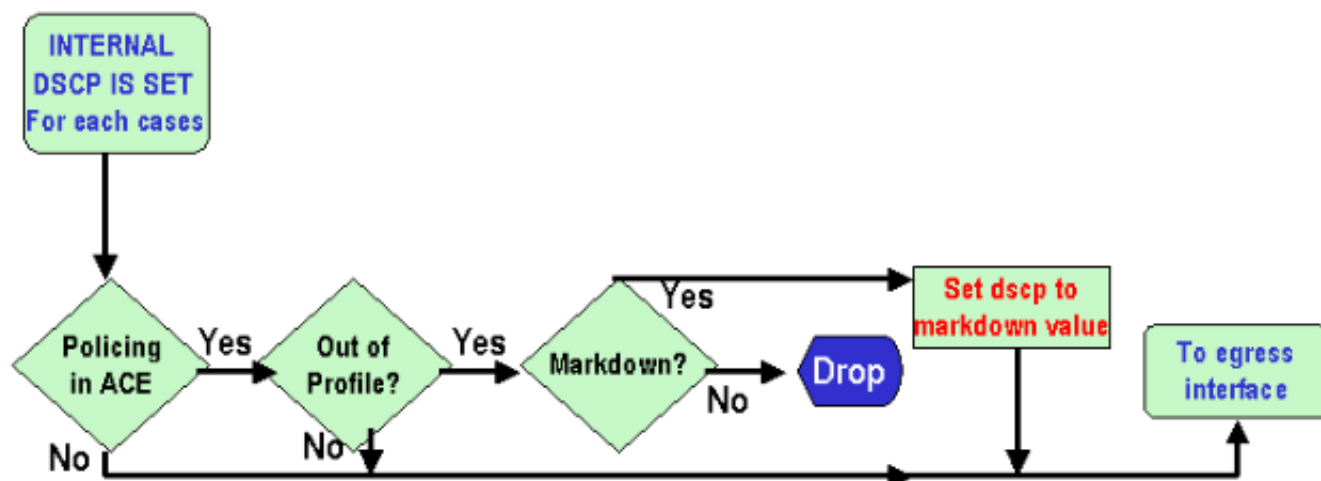 INTERNAL
DSCP IS SET
For each cases
Policing
in ACE
Yes
No
Out of
Profile?
Yes
No
Markdown?
Yes
No
Drop
Set dscp to
markdown value
To egress
interface